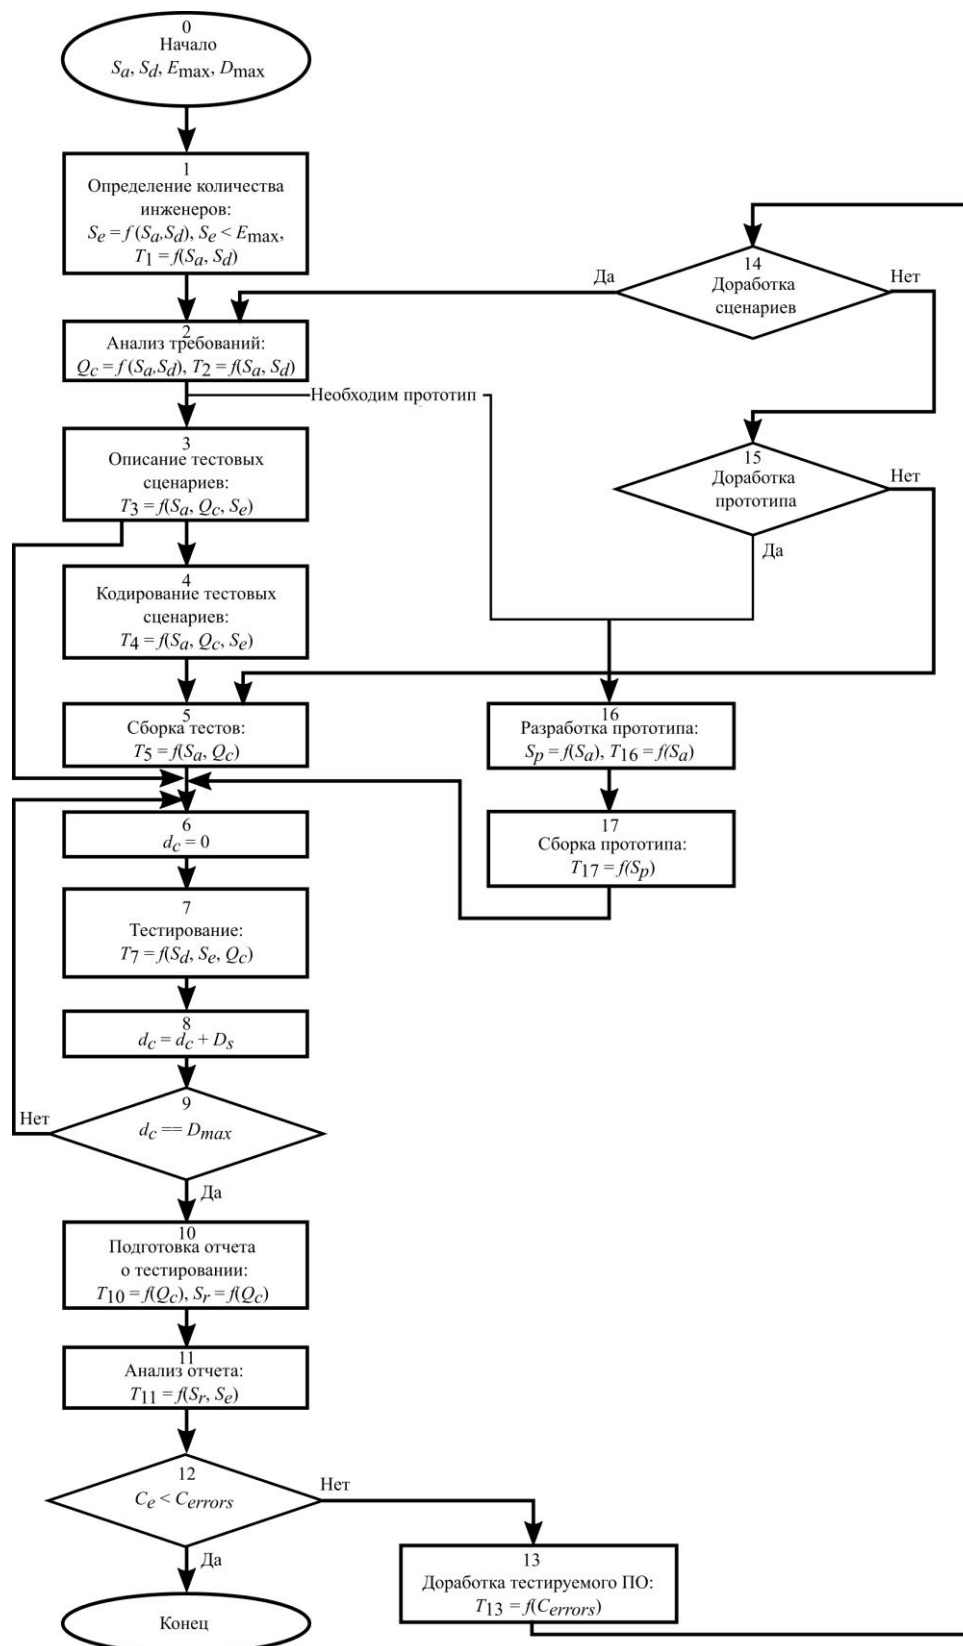 0
Начало
Sa, Sd, Emax, Dmax
1
Определение количества
инженеров:
Se = f (Sa,Sd), Se < Emax,
T1 = f(Sa, Sd)
2
Анализ требований:
Qc = f (Sa,Sd), T2 = f(Sa, Sd)
Необходим прототип
3
Описание тестовых
сценариев:
T3 = f(Sa, Qc, Se)
4
Кодирование тестовых
сценариев:
T4 = f(Sa, Qc, Se)
5
Сборка тестов:
T5 = f(Sa, Qc)
6
dc = 0
7
Тестирование:
T7 = f(Sd, Se, Qc)
8
dc = dc + Ds
9
dc == Dmax
Нет
Да
10
Подготовка отчета
о тестировании:
T10 = f(Qc), Sr = f(Qc)
11
Анализ отчета:
T11 = f(Sr, Se)
12
Ce < Cerrors
Нет
Да
Конец
13
Доработка тестируемого ПО:
T13 = f(Cerrors)
14
Доработка
сценариев
Да
Нет
15
Доработка
прототипа
Нет
Да
16
Разработка прототипа:
Sp = f(Sa), T16 = f(Sa)
17
Сборка прототипа:
T17 = f(Sp)